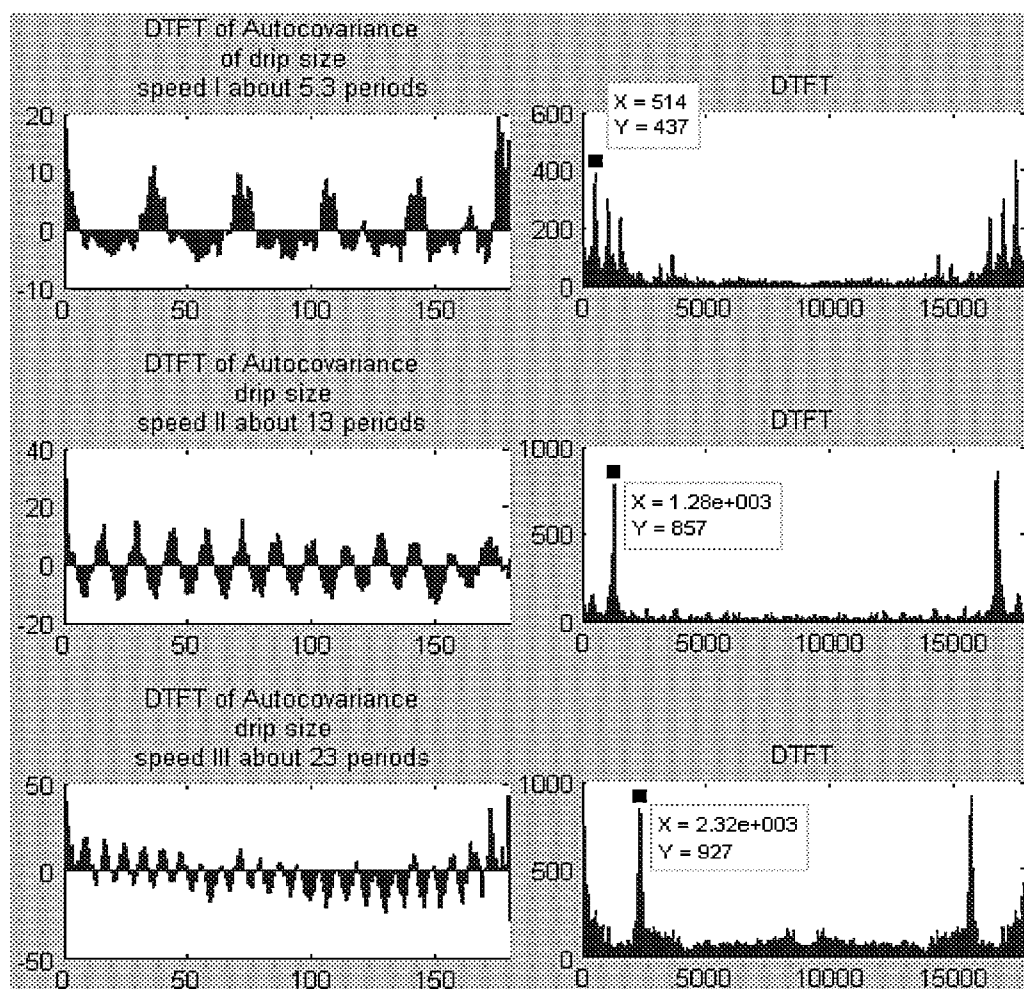 DTFT of Autocovariance
of drip size
speed I about 5.3 periods
20
10
0
-10
0 50 100 150
DTFT
X = 514
Y = 437
600
400
200
0
0 5000 10000 15000
DTFT of Autocovariance
drip size
speed II about 13 periods
40
20
0
-20
0 50 100 150
DTFT
1000
500
0
X = 1.28e+003
Y = 857
0 5000 10000 15000
DTFT of Autocovariance
drip size
speed III about 23 periods
50
0
-50
0 50 100 150
DTFT
1000
500
0
X = 2.32e+003
Y = 927
0 5000 10000 15000